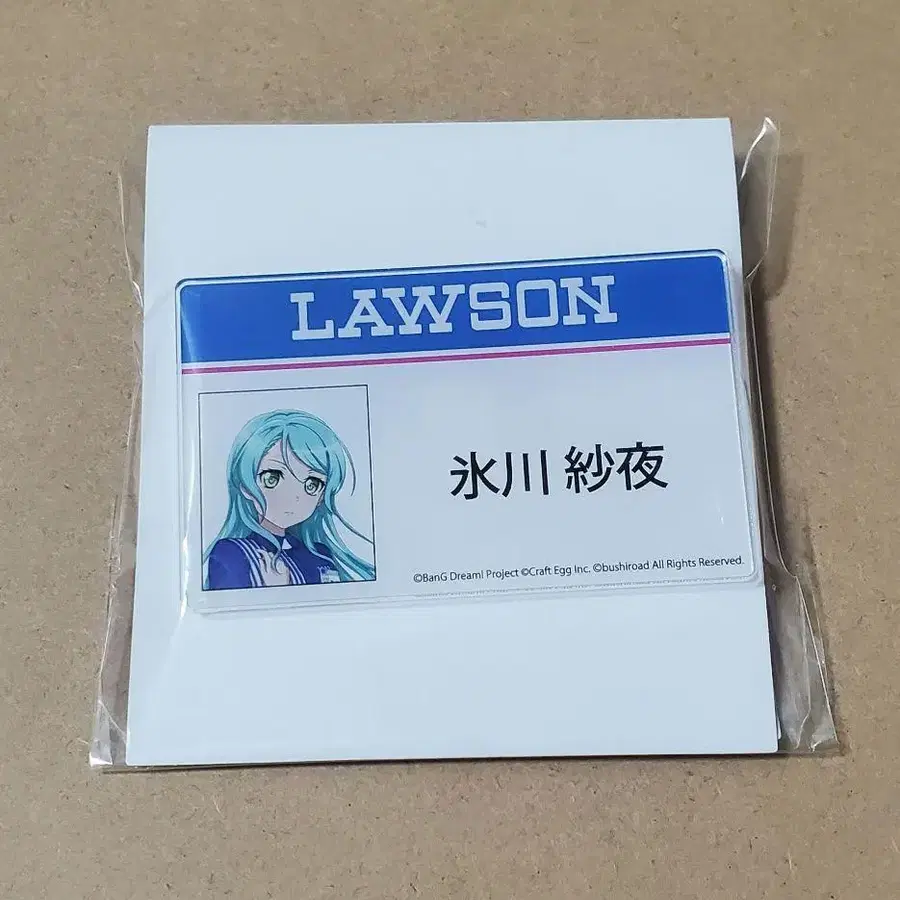 LAWSON
氷川 紗夜
©BanG Dream! Project ©Craft Egg Inc. ©bushiroad All Rights Reserved.